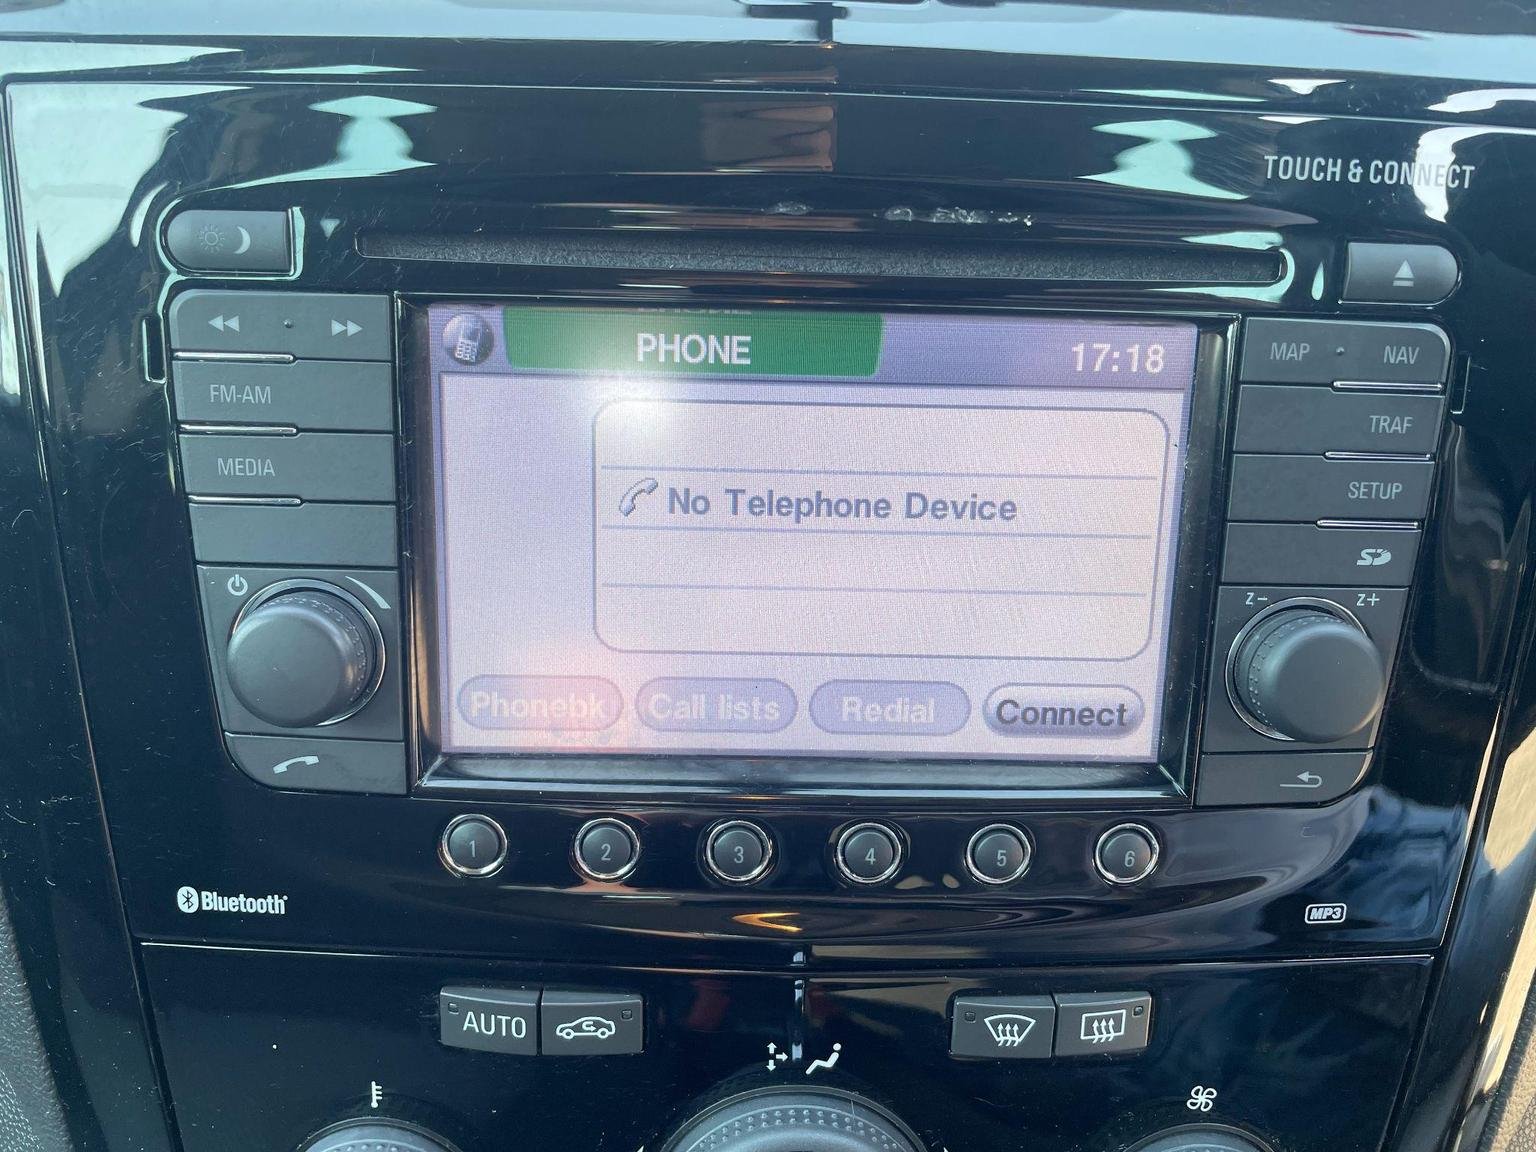 TOUCH & CONNECT
PHONE
17:18
MAP
NAV
FM-AM
TRAF
MEDIA
SETUP
No Telephone Device
SD
Z-
Z+
Phonebk
Call lists
Redial
Connect
1
2
3
4
5
6
Bluetooth
MP3
AUTO